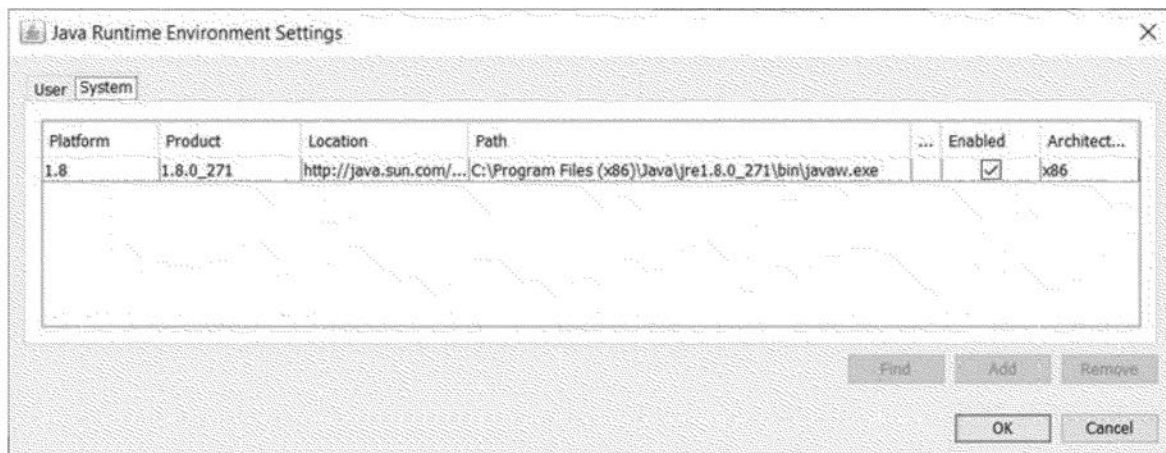 Java Runtime Environment Settings
User System
Platform Product Location Path ... Enabled Architect...
1.8 1.8.0_271 http://java.sun.com/... C:\Program Files (x86)\Java\jre1.8.0_271\bin\javaw.exe x86
Find Add Remove
OK Cancel